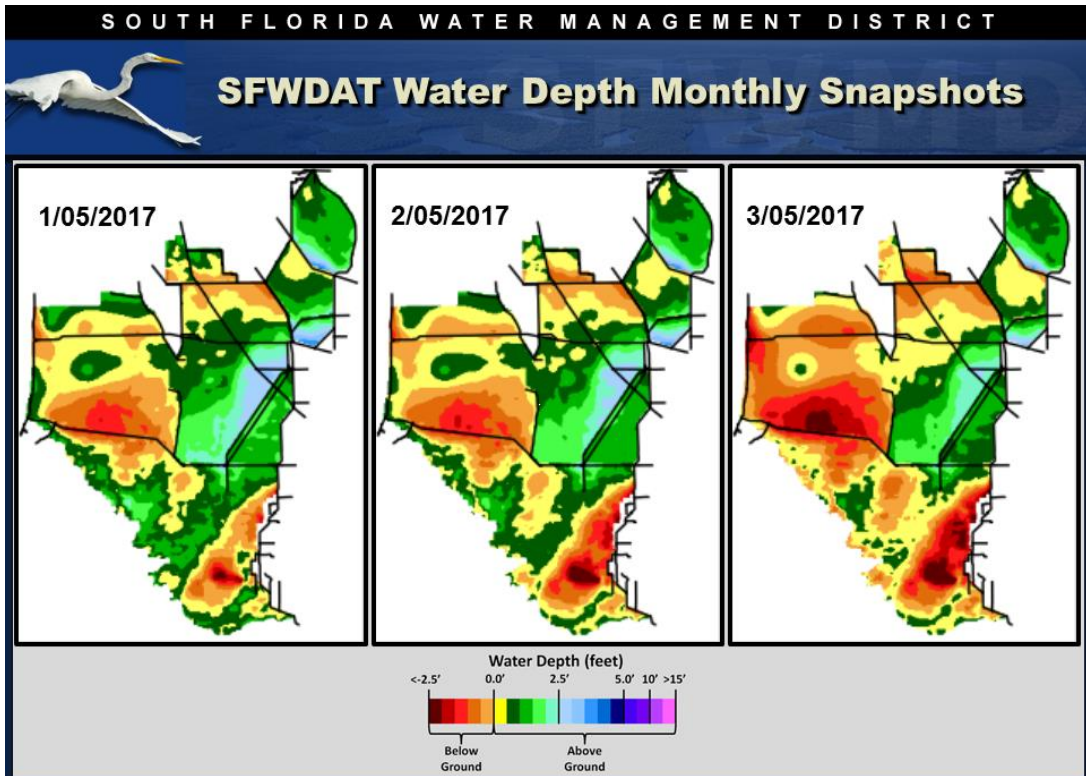 SOUTH FLORIDA WATER MANAGEMENT DISTRICT
SFWMD
SFWDAT Water Depth Monthly Snapshots
1/05/2017
2/05/2017
3/05/2017
Water Depth (feet)
<-2.5' 0.0' 2.5' 5.0' 10' >15'
Below Above
Ground Ground